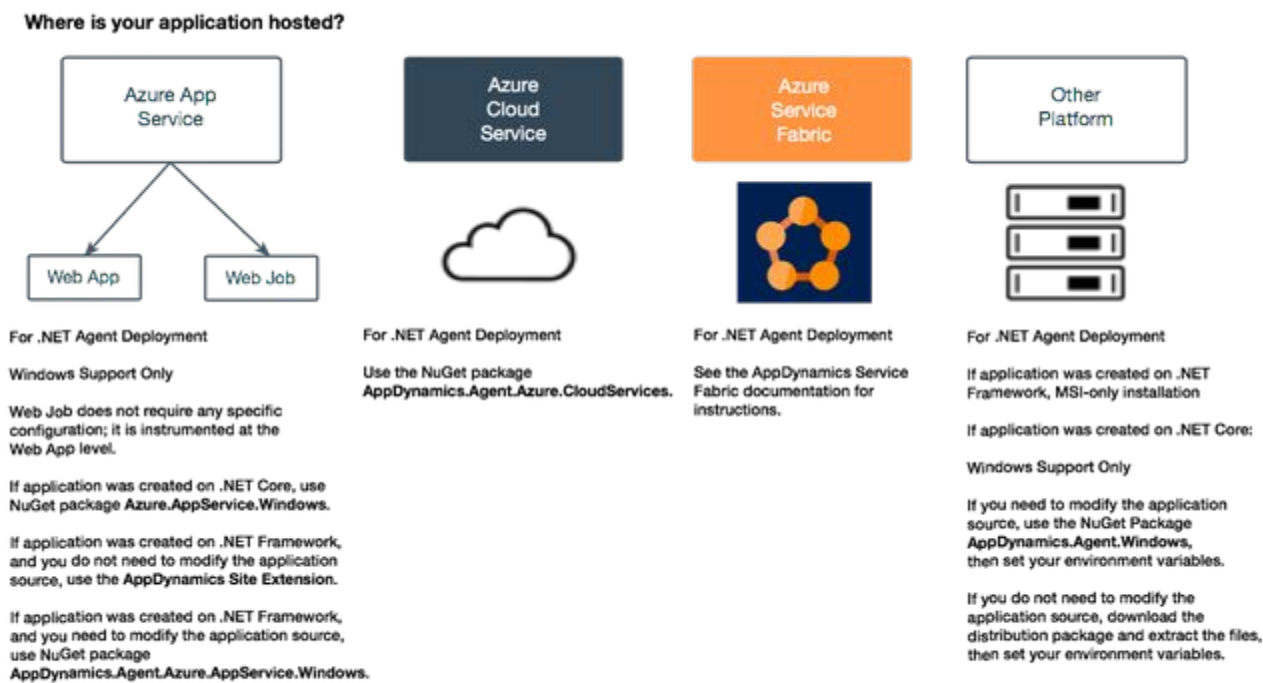 Where is your application hosted?
Azure App
Service
Web App
Web Job
For .NET Agent Deployment
Windows Support Only
Web Job does not require any specific
configuration; it is instrumented at the
Web App level.
If application was created on .NET Core, use
NuGet package Azure.AppService.Windows.
If application was created on .NET Framework,
and you do not need to modify the application
source, use the AppDynamics Site Extension.
If application was created on .NET Framework,
and you need to modify the application source,
use NuGet package
AppDynamics.Agent.Azure.AppService.Windows.
Azure
Cloud
Service
For .NET Agent Deployment
Use the NuGet package
AppDynamics.Agent.Azure.CloudServices.
Azure
Service
Fabric
For .NET Agent Deployment
See the AppDynamics Service
Fabric documentation for
instructions.
Other
Platform
For .NET Agent Deployment
If application was created on .NET
Framework, MSI-only installation
If application was created on .NET Core:
Windows Support Only
If you need to modify the application
source, use the NuGet Package
AppDynamics.Agent.Windows,
then set your environment variables.
If you do not need to modify the
application source, download the
distribution package and extract the files,
then set your environment variables.